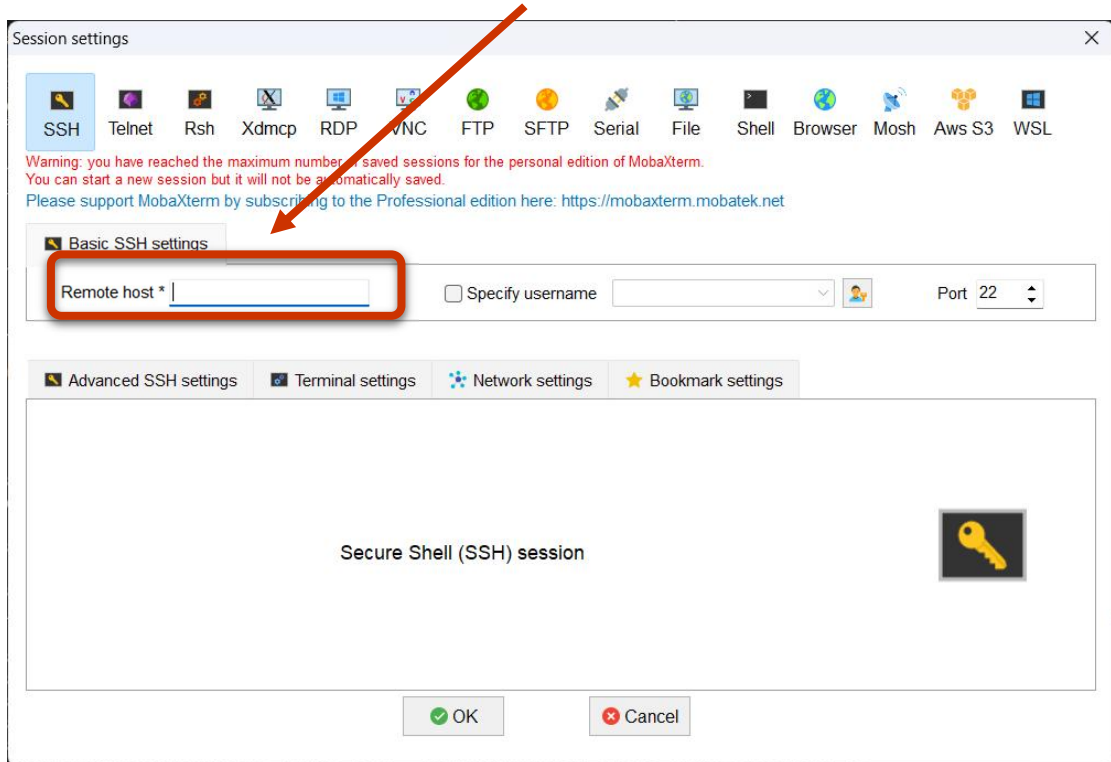 Session settings
SSH Telnet Rsh Xdmcp RDP VNC FTP SFTP Serial File Shell Browser Mosh Aws S3 WSL
Warning: you have reached the maximum number of saved sessions for the personal edition of MobaXterm.
You can start a new session but it will not be automatically saved.
Please support MobaXterm by subscribing to the Professional edition here: https://mobaxterm.mobatek.net
Basic SSH settings
Remote host * Specify username Port 22
Advanced SSH settings Terminal settings Network settings Bookmark settings
Secure Shell (SSH) session
OK Cancel